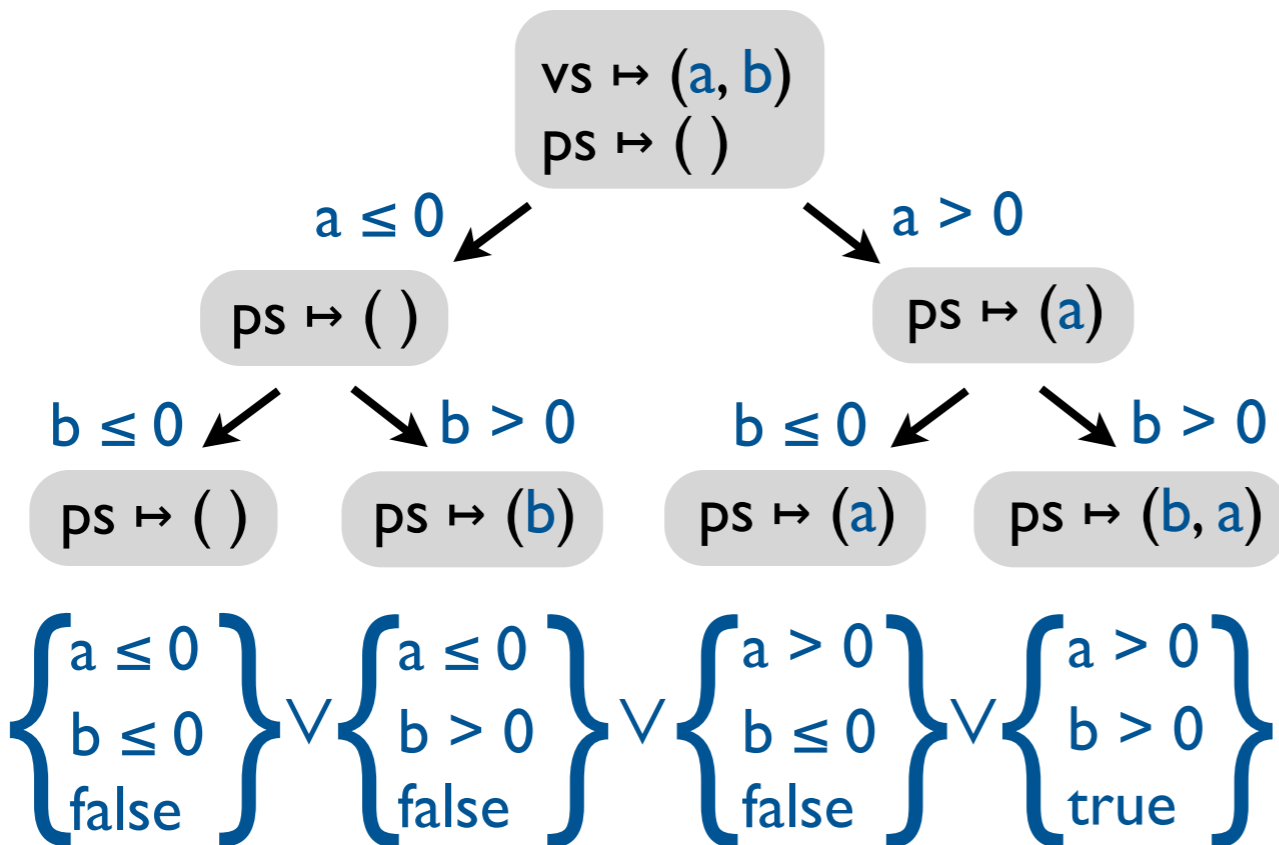 vs ↦ (a, b)
ps ↦ ( )
a ≤ 0 a > 0
ps ↦ ( ) ps ↦ (a)
b ≤ 0 b > 0 b ≤ 0 b > 0
ps ↦ ( ) ps ↦ (b) ps ↦ (a) ps ↦ (b, a)
{ a ≤ 0 } ∨ { a ≤ 0 } ∨ { a > 0 } ∨ { a > 0 }
b ≤ 0 b > 0 b ≤ 0 b > 0
false false false true